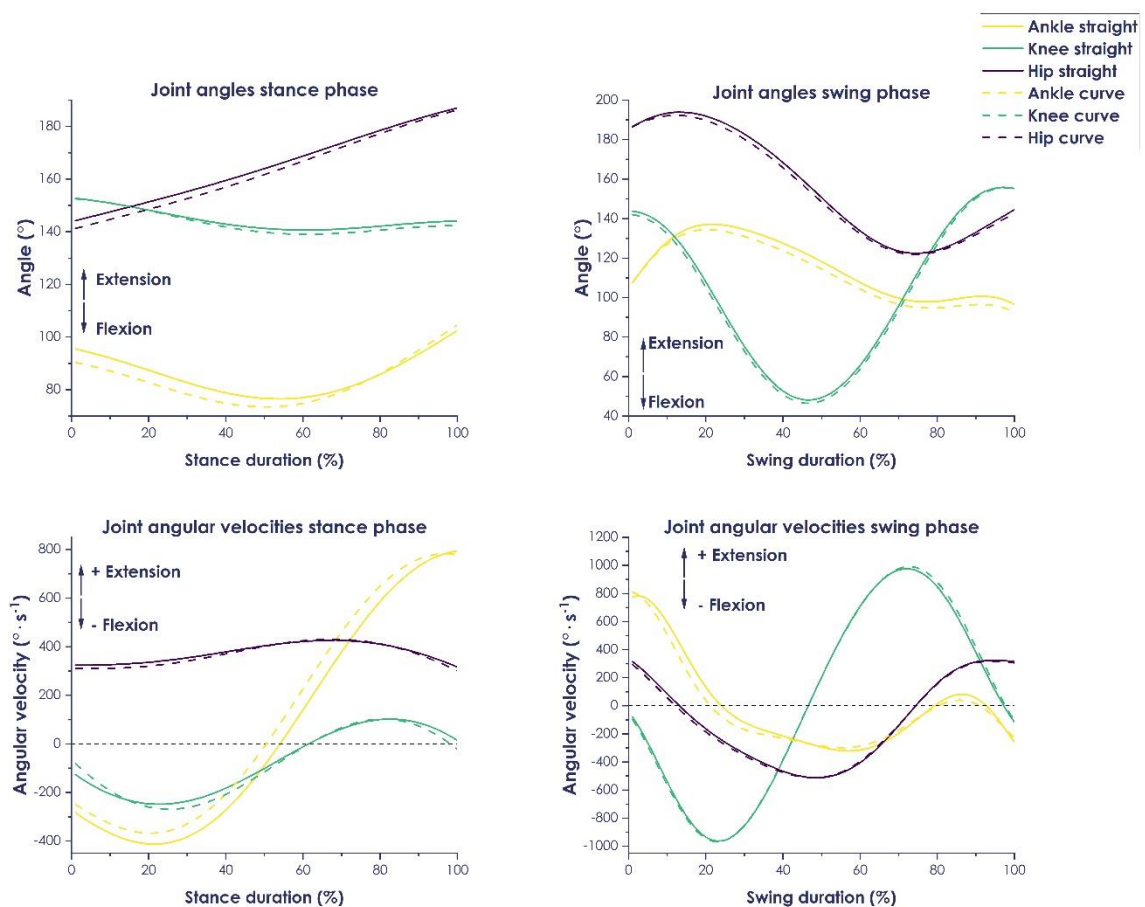 Ankle straight
Knee straight
Hip straight
Ankle curve
Knee curve
Hip curve
Joint angles stance phase
180
160
140
120
100
80
Angle (°)
Extension
Flexion
0
20
40
60
80
100
Stance duration (%)
Joint angles swing phase
200
180
160
140
120
100
80
60
40
Angle (°)
Extension
Flexion
0
20
40
60
80
100
Swing duration (%)
Joint angular velocities stance phase
800
600
400
200
0
-200
-400
Angular velocity (° · s⁻¹)
+ Extension
- Flexion
0
20
40
60
80
100
Stance duration (%)
Joint angular velocities swing phase
1200
1000
800
600
400
200
0
-200
-400
-600
-800
-1000
Angular velocity (° · s⁻¹)
+ Extension
- Flexion
0
20
40
60
80
100
Swing duration (%)